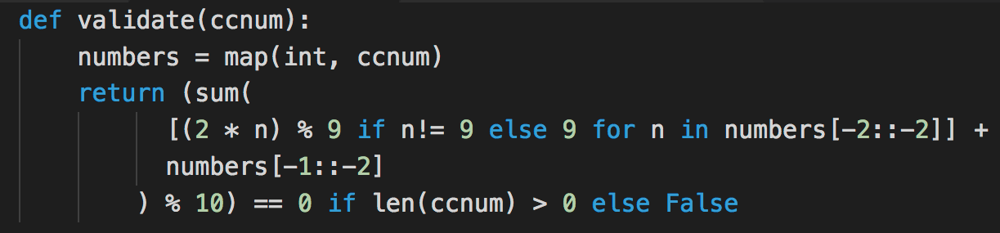 def validate(ccnum):
    numbers = map(int, ccnum)
    return (sum(
            [(2 * n) % 9 if n!= 9 else 9 for n in numbers[-2::-2]] +
            numbers[-1::-2]
        ) % 10) == 0 if len(ccnum) > 0 else False